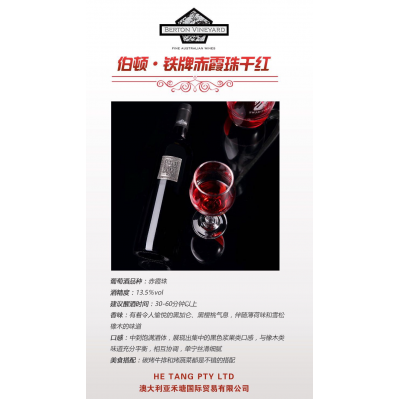 BERTON VINEYARD
FINE AUSTRALIAN WINES
伯顿·铁牌赤霞珠干红
葡萄酒品种：赤霞珠
酒精度：13.5%vol
建议醒酒时间：30-60分钟以上
香味：有着令人愉悦的黑加仑、黑樱桃气息，伴随薄荷味和雪松
橡木的味道
口感：中到饱满酒体，展现出集中的黑色浆果类口感，与橡木类
味道充分平衡，相互协调，单宁丝滑细腻
美食搭配：碳烤牛排和烤蔬菜都是不错的搭配
HE TANG PTY LTD
澳大利亚禾塘国际贸易有限公司